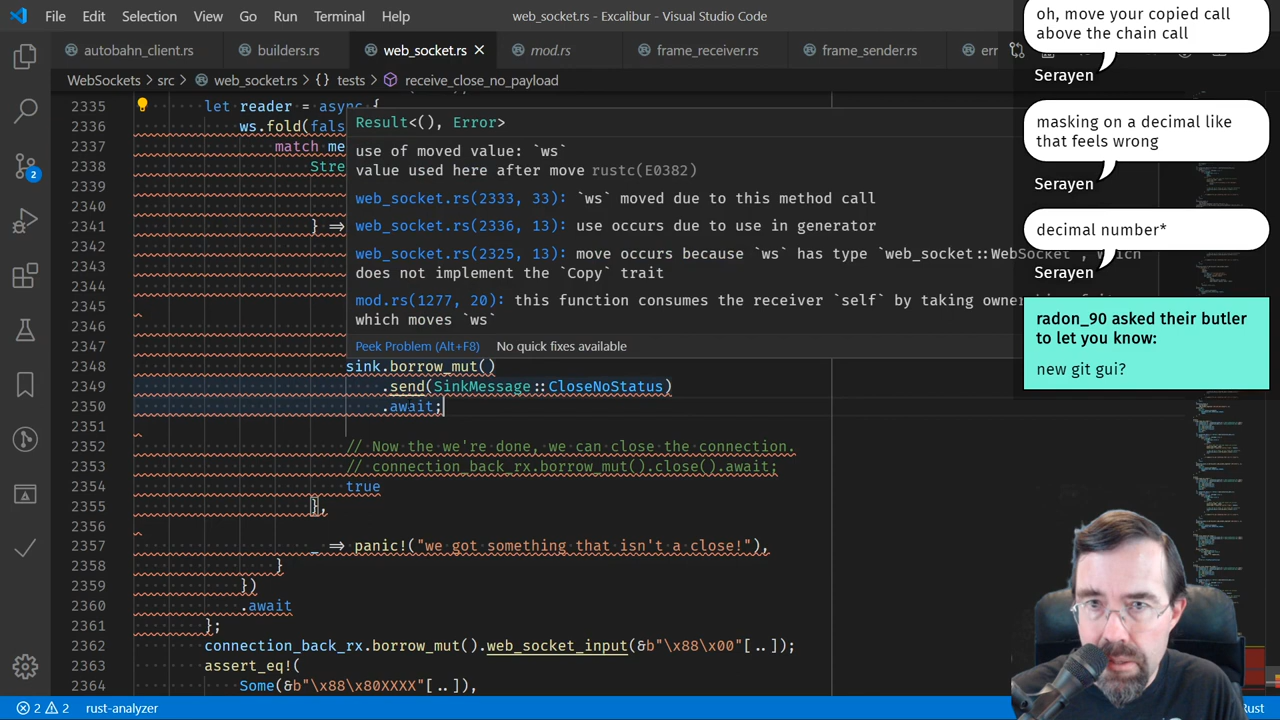 File Edit Selection View Go Run Terminal Help
web_socket.rs - Excalibur - Visual Studio Code
autobahn_client.rs builders.rs web_socket.rs mod.rs frame_receiver.rs frame_sender.rs err
WebSockets > src > web_socket.rs > {} tests > receive_close_no_payload
2335 let reader = async {
2336 ws.fold(fals
2337 match me
2338 Stre
2339
2340
2341 } =>
2342
2343
2344
2345
2346
2347
2348 sink.borrow_mut()
2349 .send(SinkMessage::CloseNoStatus)
2350 .await;
2351
2352 // Now the we're done, we can close the connection.
2353 // connection_back_rx.borrow_mut().close().await;
2354 true
2355 },
2356
2357 _ => panic!("we got something that isn't a close!"),
2358 }
2359 })
2360 .await
2361 };
2362 connection_back_rx.borrow_mut().web_socket_input(&b"\x88\x00"[..]);
2363 assert_eq!(
2364 Some(&b"\x88\x80XXXX"[..]),
Result<(), Error>
use of moved value: `ws`
value used here after move rustc(E0382)
web_socket.rs(2333, 33): `ws` moved due to this method call
web_socket.rs(2336, 13): use occurs due to use in generator
web_socket.rs(2325, 13): move occurs because `ws` has type `web_socket::WebSocket`, which
does not implement the `Copy` trait
mod.rs(1277, 20): this function consumes the receiver `self` by taking owner
which moves `ws`
Peek Problem (Alt+F8) No quick fixes available
oh, move your copied call
above the chain call
Serayen
masking on a decimal like
that feels wrong
Serayen
decimal number*
Serayen
radon_90 asked their butler
to let you know:
new git gui?
2
2 2 rust-analyzer
Rust